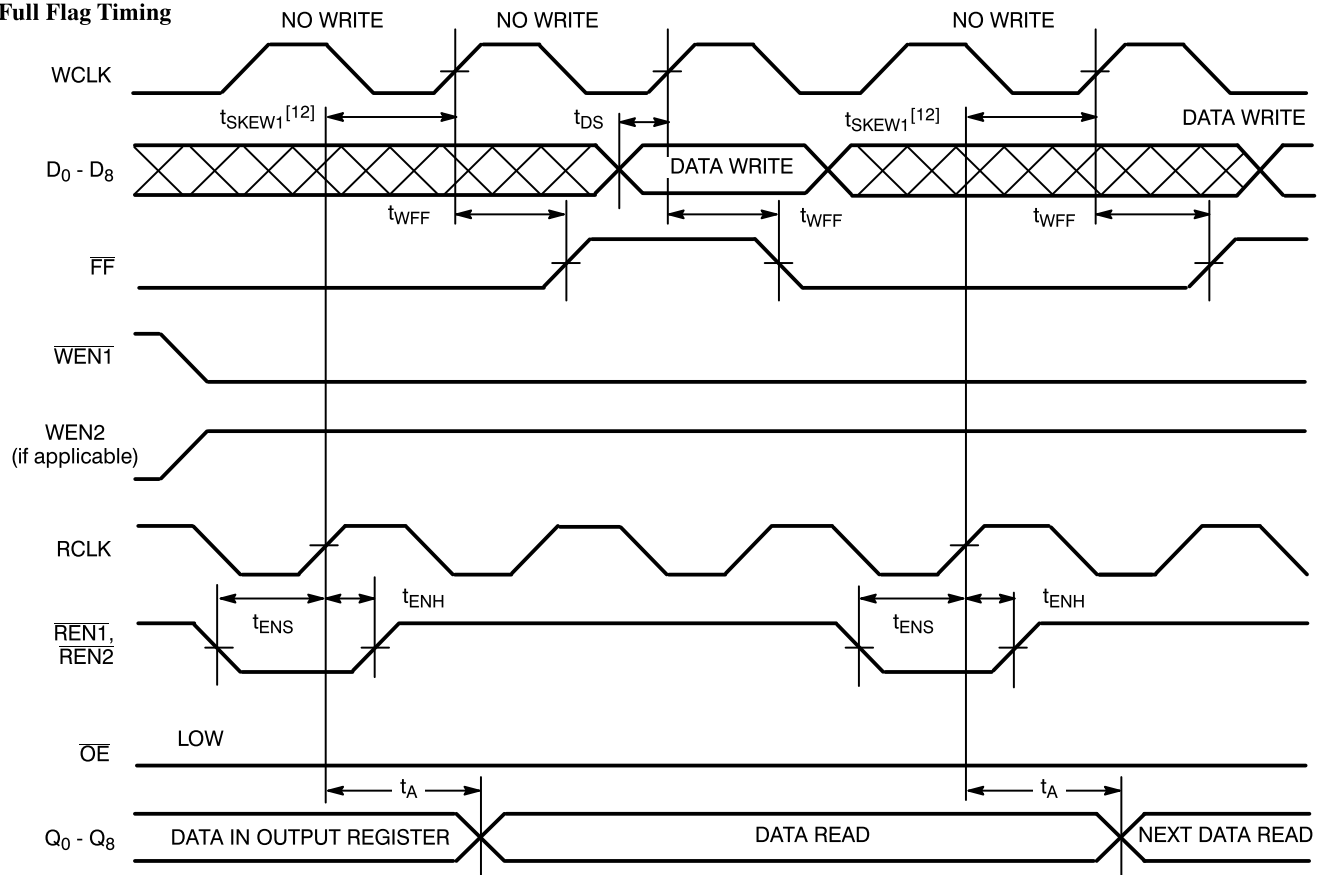 Full Flag Timing
NO WRITE
NO WRITE
NO WRITE
WCLK
tSKEW1[12]
tDS
tSKEW1[12]
DATA WRITE
D0 - D8
DATA WRITE
tWFF
tWFF
tWFF
FF
WEN1
WEN2
(if applicable)
RCLK
tENS
tENH
tENS
tENH
REN1,
REN2
LOW
OE
tA
tA
Q0 - Q8
DATA IN OUTPUT REGISTER
DATA READ
NEXT DATA READ